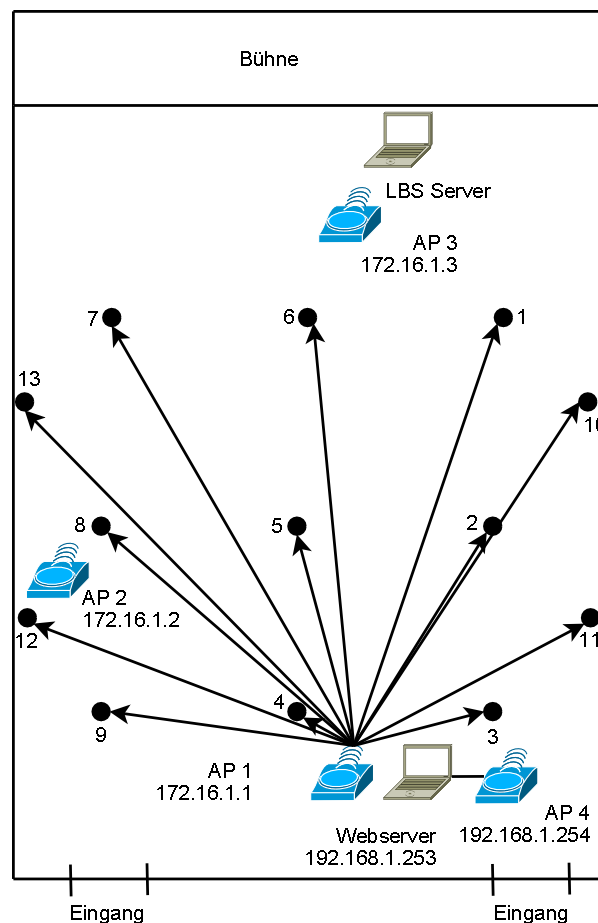 Bühne
LBS Server
AP 3
172.16.1.3
7
6
1
13
10
8
5
2
AP 2
172.16.1.2
12
11
4
9
3
AP 1
172.16.1.1
AP 4
192.168.1.254
Webserver
192.168.1.253
Eingang
Eingang